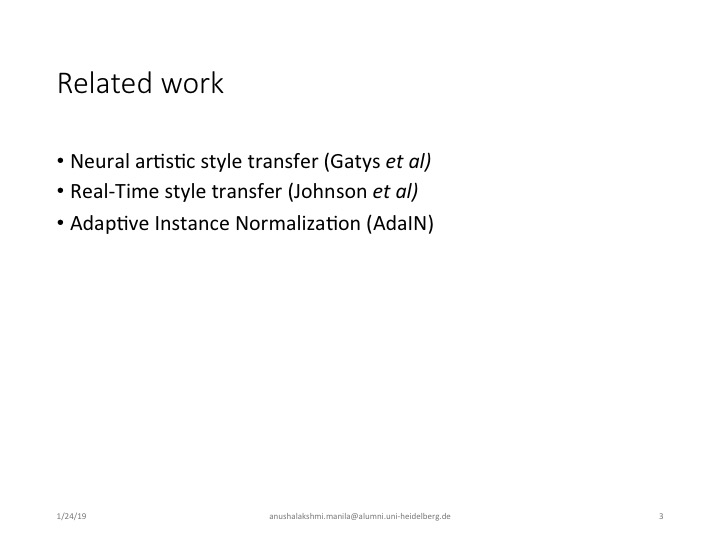 Related work
• Neural artistic style transfer (Gatys et al)
• Real-Time style transfer (Johnson et al)
• Adaptive Instance Normalization (AdaIN)
1/24/19
anushalakshmi.manila@alumni.uni-heidelberg.de
3